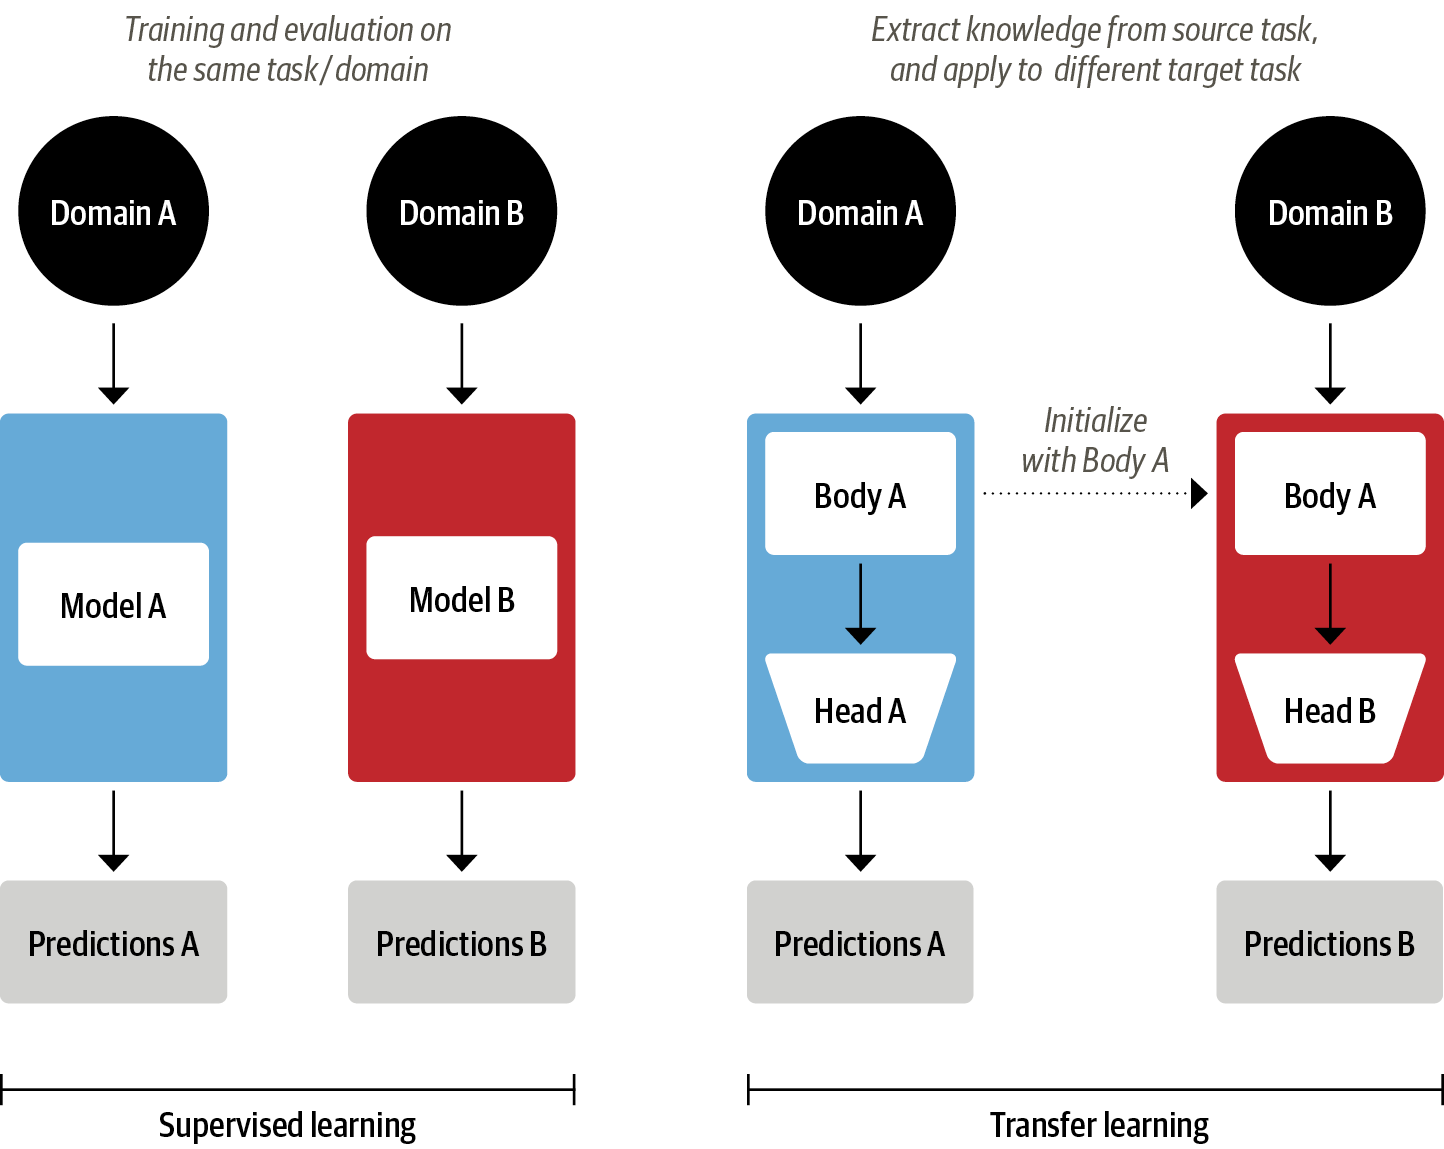 Training and evaluation on
the same task/domain
Extract knowledge from source task,
and apply to different target task
Domain A
Domain B
Domain A
Domain B
Initialize
with Body A
Body A
Body A
Model A
Model B
Head A
Head B
Predictions A
Predictions B
Predictions A
Predictions B
Supervised learning
Transfer learning